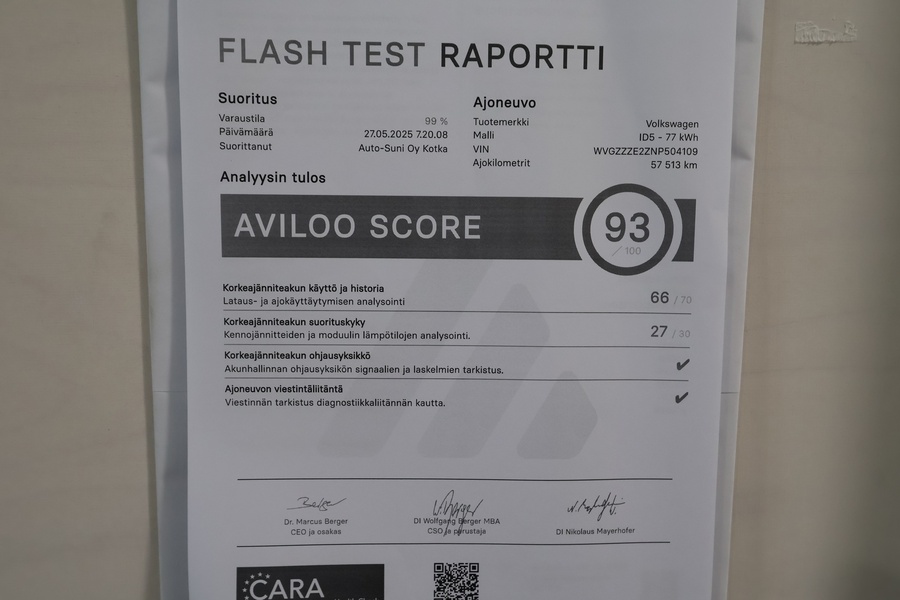 FLASH TEST RAPORTTI
Suoritus
Varaustila 99 %
Päivämäärä 27.05.2025 7.20.08
Suorittanut Auto-Suni Oy Kotka
Ajoneuvo
Tuotemerkki Volkswagen
Malli ID5 - 77 kWh
VIN WVGZZZE2ZNP504109
Ajokilometrit 57 513 km
Analyysin tulos
AVILOO SCORE 93 / 100
Korkeajänniteakun käyttö ja historia
Lataus- ja ajokäyttäytymisen analysointi 66 / 70
Korkeajänniteakun suorituskyky
Kennojännitteiden ja moduulin lämpötilojen analysointi. 27 / 30
Korkeajänniteakun ohjausyksikkö
Akunhallinnan ohjausyksikön signaalien ja laskelmien tarkistus. ✔
Ajoneuvon viestintäliitäntä
Viestinnän tarkistus diagnostiikkaliitännän kautta. ✔
Dr. Marcus Berger
CEO ja osakas
DI Wolfgang Berger MBA
CSO ja perustaja
DI Nikolaus Mayerhofer
CARA